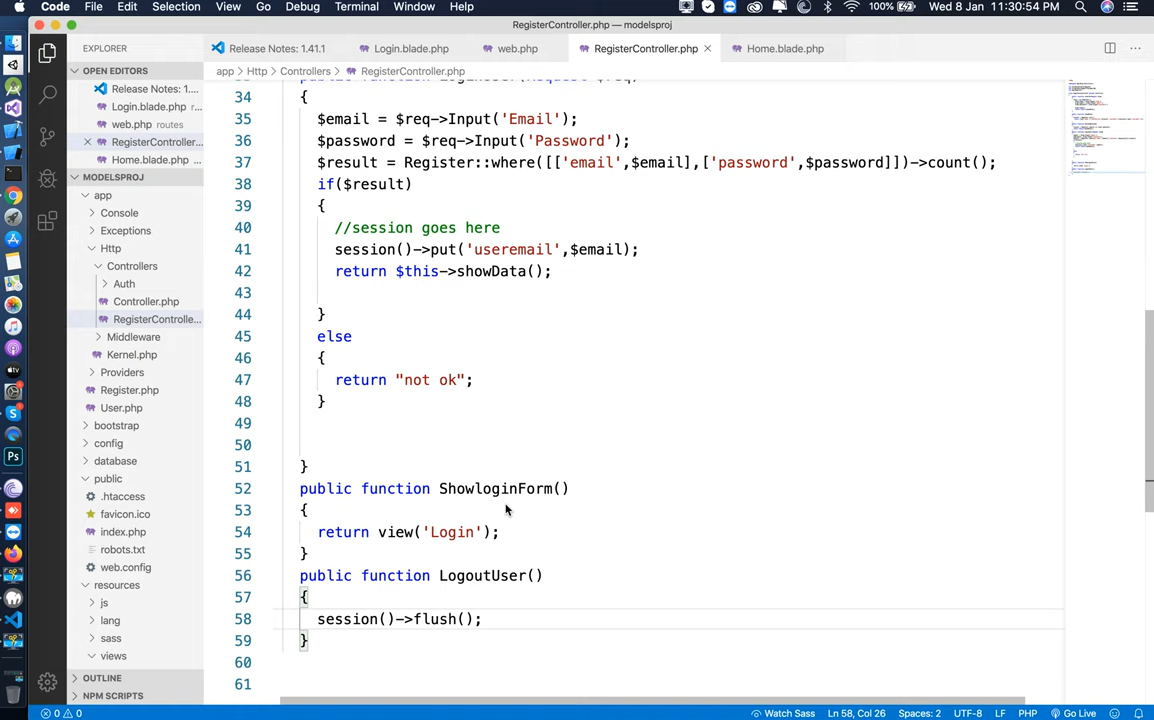 Code File Edit Selection View Go Debug Terminal Window Help 100% Wed 8 Jan 11:30:54 PM
RegisterController.php — modelsproj
EXPLORER
Release Notes: 1.41.1 Login.blade.php web.php RegisterController.php Home.blade.php
app > Http > Controllers > RegisterController.php
OPEN EDITORS
Release Notes: 1....
Login.blade.php r...
web.php routes
RegisterController...
Home.blade.php ...
MODELSPROJ
app
Console
Exceptions
Http
Controllers
Auth
Controller.php
RegisterControlle...
Middleware
Kernel.php
Providers
Register.php
User.php
bootstrap
config
database
public
.htaccess
favicon.ico
index.php
robots.txt
web.config
resources
js
lang
sass
views
OUTLINE
NPM SCRIPTS
34 {
35 $email = $req->Input('Email');
36 $password = $req->Input('Password');
37 $result = Register::where([['email',$email],['password',$password]])->count();
38 if($result)
39 {
40 //session goes here
41 session()->put('useremail',$email);
42 return $this->showData();
43
44 }
45 else
46 {
47 return "not ok";
48 }
49
50
51 }
52 public function ShowloginForm()
53 {
54 return view('Login');
55 }
56 public function LogoutUser()
57 {
58 session()->flush();
59 }
60
61
Ps
0 0 Watch Sass Ln 58, Col 26 Spaces: 2 UTF-8 LF PHP Go Live